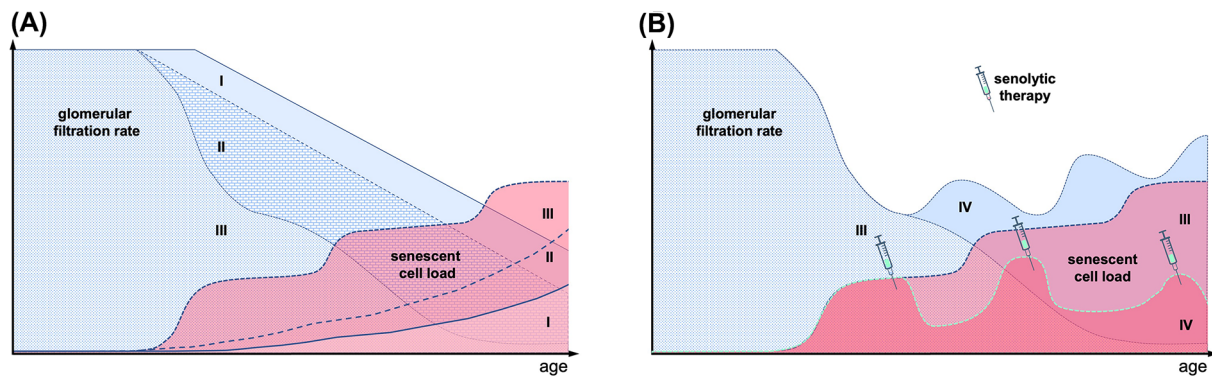 (A)
I
glomerular
filtration rate
II
III
III
II
senescent
cell load
I
age
(B)
senolytic
therapy
glomerular
filtration rate
IV
III
III
senescent
cell load
IV
age